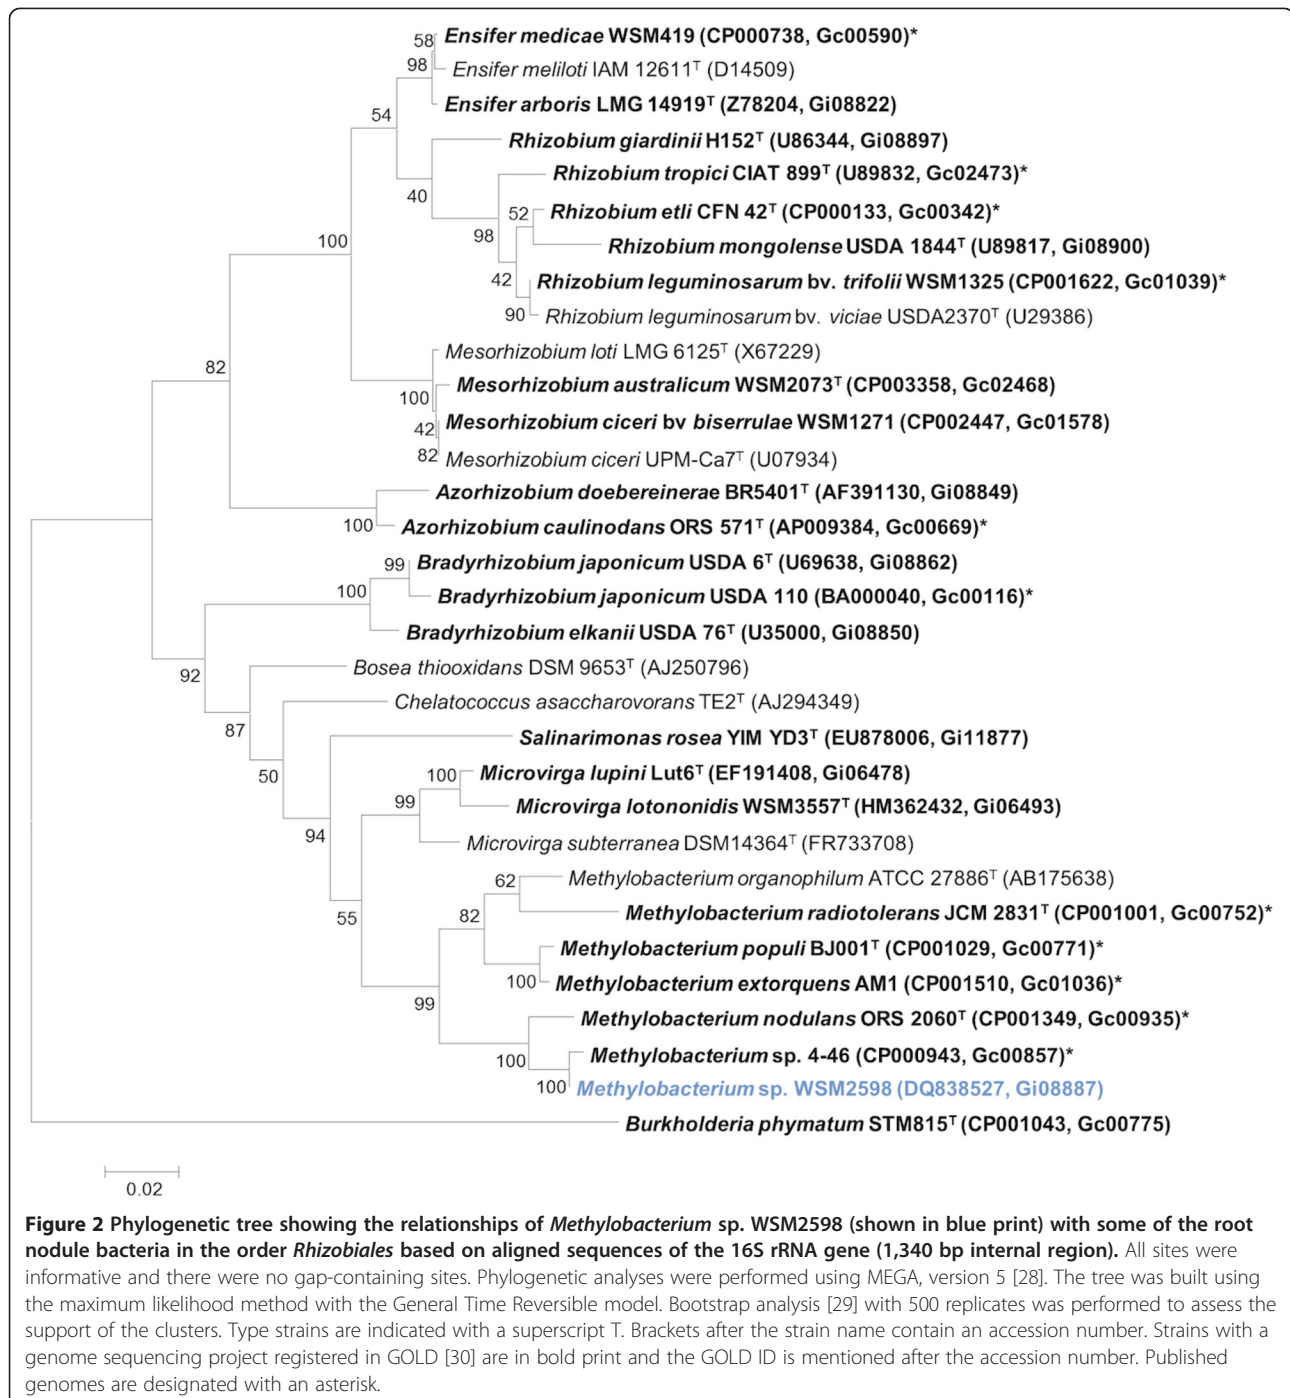 58
Ensifer medicae WSM419 (CP000738, Gc00590)*
98
Ensifer meliloti IAM 12611ᵀ (D14509)
Ensifer arboris LMG 14919ᵀ (Z78204, Gi08822)
54
Rhizobium giardinii H152ᵀ (U86344, Gi08897)
Rhizobium tropici CIAT 899ᵀ (U89832, Gc02473)*
40
52
Rhizobium etli CFN 42ᵀ (CP000133, Gc00342)*
98
100
Rhizobium mongolense USDA 1844ᵀ (U89817, Gi08900)
42
Rhizobium leguminosarum bv. trifolii WSM1325 (CP001622, Gc01039)*
90
Rhizobium leguminosarum bv. viciae USDA2370ᵀ (U29386)
Mesorhizobium loti LMG 6125ᵀ (X67229)
82
Mesorhizobium australicum WSM2073ᵀ (CP003358, Gc02468)
100
Mesorhizobium ciceri bv biserrulae WSM1271 (CP002447, Gc01578)
42
82
Mesorhizobium ciceri UPM-Ca7ᵀ (U07934)
Azorhizobium doebereinerae BR5401ᵀ (AF391130, Gi08849)
100
Azorhizobium caulinodans ORS 571ᵀ (AP009384, Gc00669)*
99
Bradyrhizobium japonicum USDA 6ᵀ (U69638, Gi08862)
100
Bradyrhizobium japonicum USDA 110 (BA000040, Gc00116)*
Bradyrhizobium elkanii USDA 76ᵀ (U35000, Gi08850)
92
Bosea thiooxidans DSM 9653ᵀ (AJ250796)
Chelatococcus asaccharovorans TE2ᵀ (AJ294349)
87
Salinarimonas rosea YIM YD3ᵀ (EU878006, Gi11877)
50
100
Microvirga lupini Lut6ᵀ (EF191408, Gi06478)
99
Microvirga lotononidis WSM3557ᵀ (HM362432, Gi06493)
94
Microvirga subterranea DSM14364ᵀ (FR733708)
62
Methylobacterium organophilum ATCC 27886ᵀ (AB175638)
55
82
Methylobacterium radiotolerans JCM 2831ᵀ (CP001001, Gc00752)*
Methylobacterium populi BJ001ᵀ (CP001029, Gc00771)*
100
Methylobacterium extorquens AM1 (CP001510, Gc01036)*
99
Methylobacterium nodulans ORS 2060ᵀ (CP001349, Gc00935)*
100
Methylobacterium sp. 4-46 (CP000943, Gc00857)*
100
Methylobacterium sp. WSM2598 (DQ838527, Gi08887)
Burkholderia phymatum STM815ᵀ (CP001043, Gc00775)
0.02
Figure 2 Phylogenetic tree showing the relationships of Methylobacterium sp. WSM2598 (shown in blue print) with some of the root
nodule bacteria in the order Rhizobiales based on aligned sequences of the 16S rRNA gene (1,340 bp internal region). All sites were
informative and there were no gap-containing sites. Phylogenetic analyses were performed using MEGA, version 5 [28]. The tree was built using
the maximum likelihood method with the General Time Reversible model. Bootstrap analysis [29] with 500 replicates was performed to assess the
support of the clusters. Type strains are indicated with a superscript T. Brackets after the strain name contain an accession number. Strains with a
genome sequencing project registered in GOLD [30] are in bold print and the GOLD ID is mentioned after the accession number. Published
genomes are designated with an asterisk.